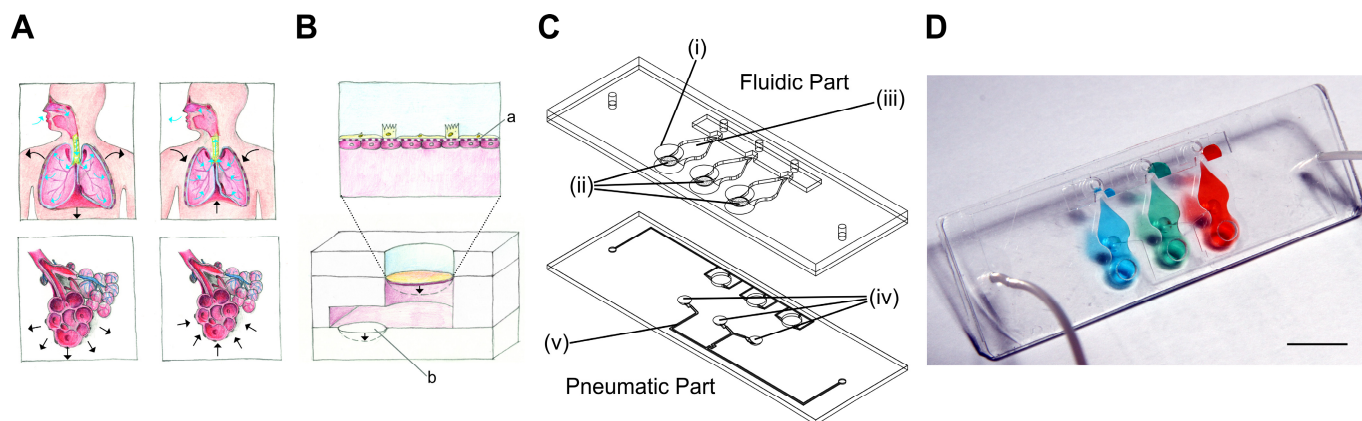 A
B
C
D
a
b
(i)
Fluidic Part
(iii)
(ii)
(iv)
(v)
Pneumatic Part